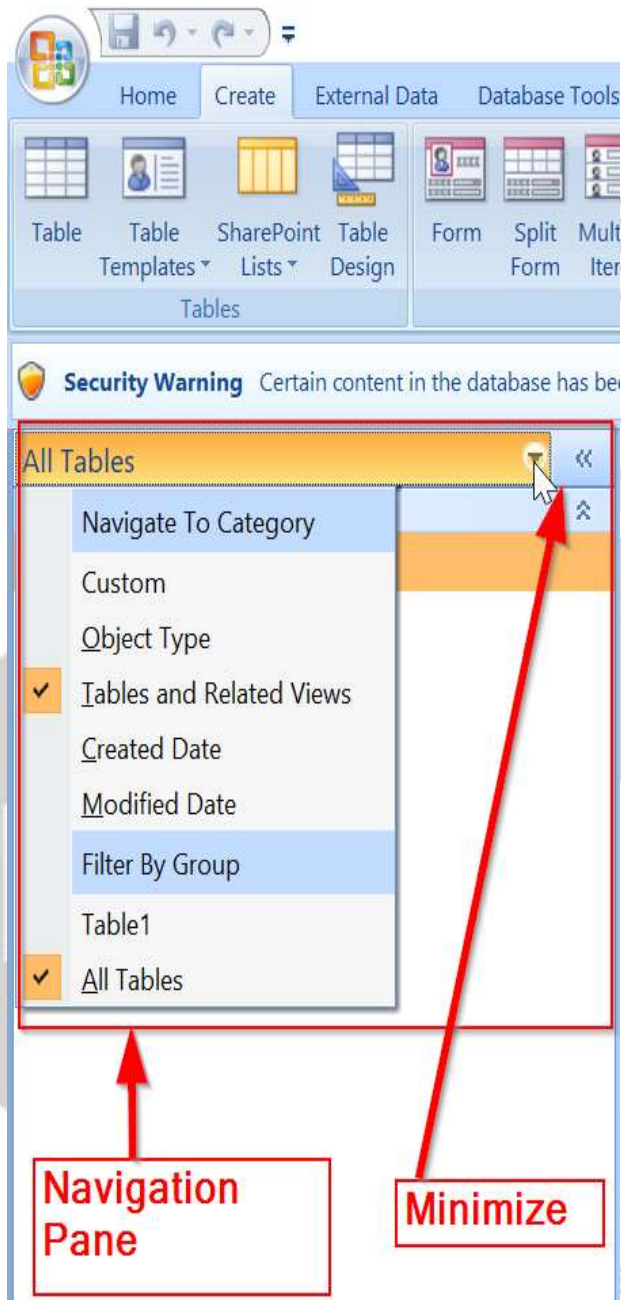 Home Create External Data Database Tools
Table Table Templates SharePoint Lists Table Design Form Split Form
Tables
Security Warning Certain content in the database has
All Tables
Navigate To Category
Custom
Object Type
Tables and Related Views
Created Date
Modified Date
Filter By Group
Table1
All Tables
Navigation
Pane
Minimize